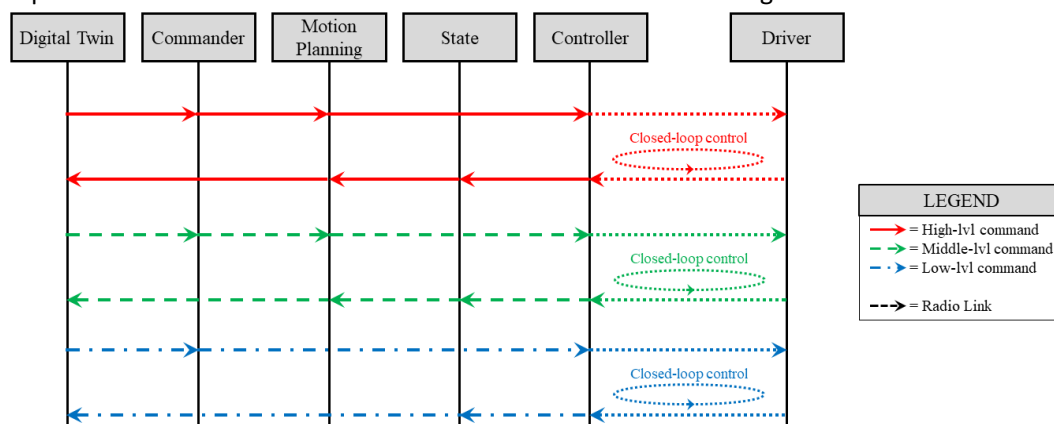 Digital Twin
Commander
Motion
Planning
State
Controller
Driver
Closed-loop control
Closed-loop control
Closed-loop control
LEGEND
= High-lvl command
= Middle-lvl command
= Low-lvl command
= Radio Link